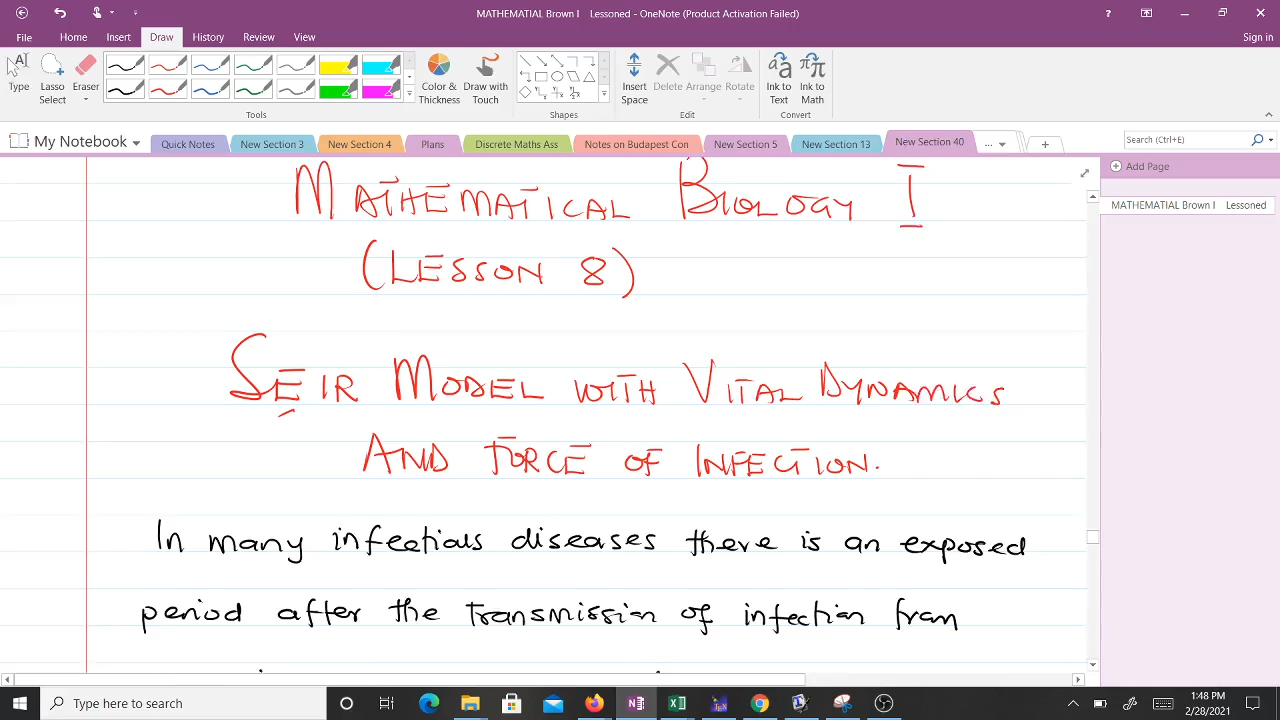 MATHEMATIAL Brown I    Lessoned - OneNote (Product Activation Failed)
File Home Insert Draw History Review View
Sign in
Type Lasso Select Eraser Color & Thickness Draw with Touch Insert Space Delete Arrange Rotate Ink to Text Ink to Math
Tools Shapes Edit Convert
My Notebook Quick Notes New Section 3 New Section 4 Plans Discrete Maths Ass Notes on Budapest Con New Section 5 New Section 13 New Section 40 ... Search (Ctrl+E)
Add Page
MATHEMATIAL Brown I    Lessoned
MATHEMATICAL BIOLOGY I
(LESSON 8)
SEIR MODEL WITH VITAL DYNAMICS
AND FORCE OF INFECTION.
In many infectious diseases there is an exposed
period after the transmission of infection from
Type here to search
1:48 PM
2/28/2021